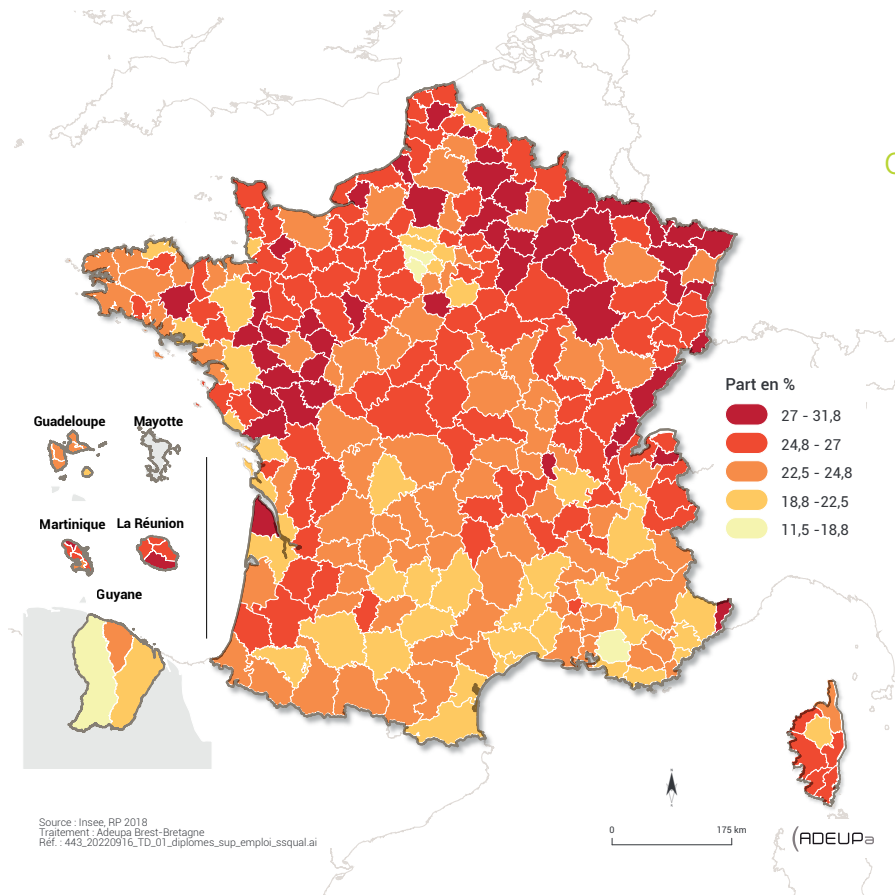 Part en %
27 - 31,8
24,8 - 27
22,5 - 24,8
18,8 -22,5
11,5 -18,8
Guadeloupe
Mayotte
Martinique
La Réunion
Guyane
Source : Insee, RP 2018
Traitement : Adeupa Brest-Bretagne
Réf. : 443_20220916_TD_01_diplomes_sup_emploi_ssqual.ai
0
175 km
ADEUPa